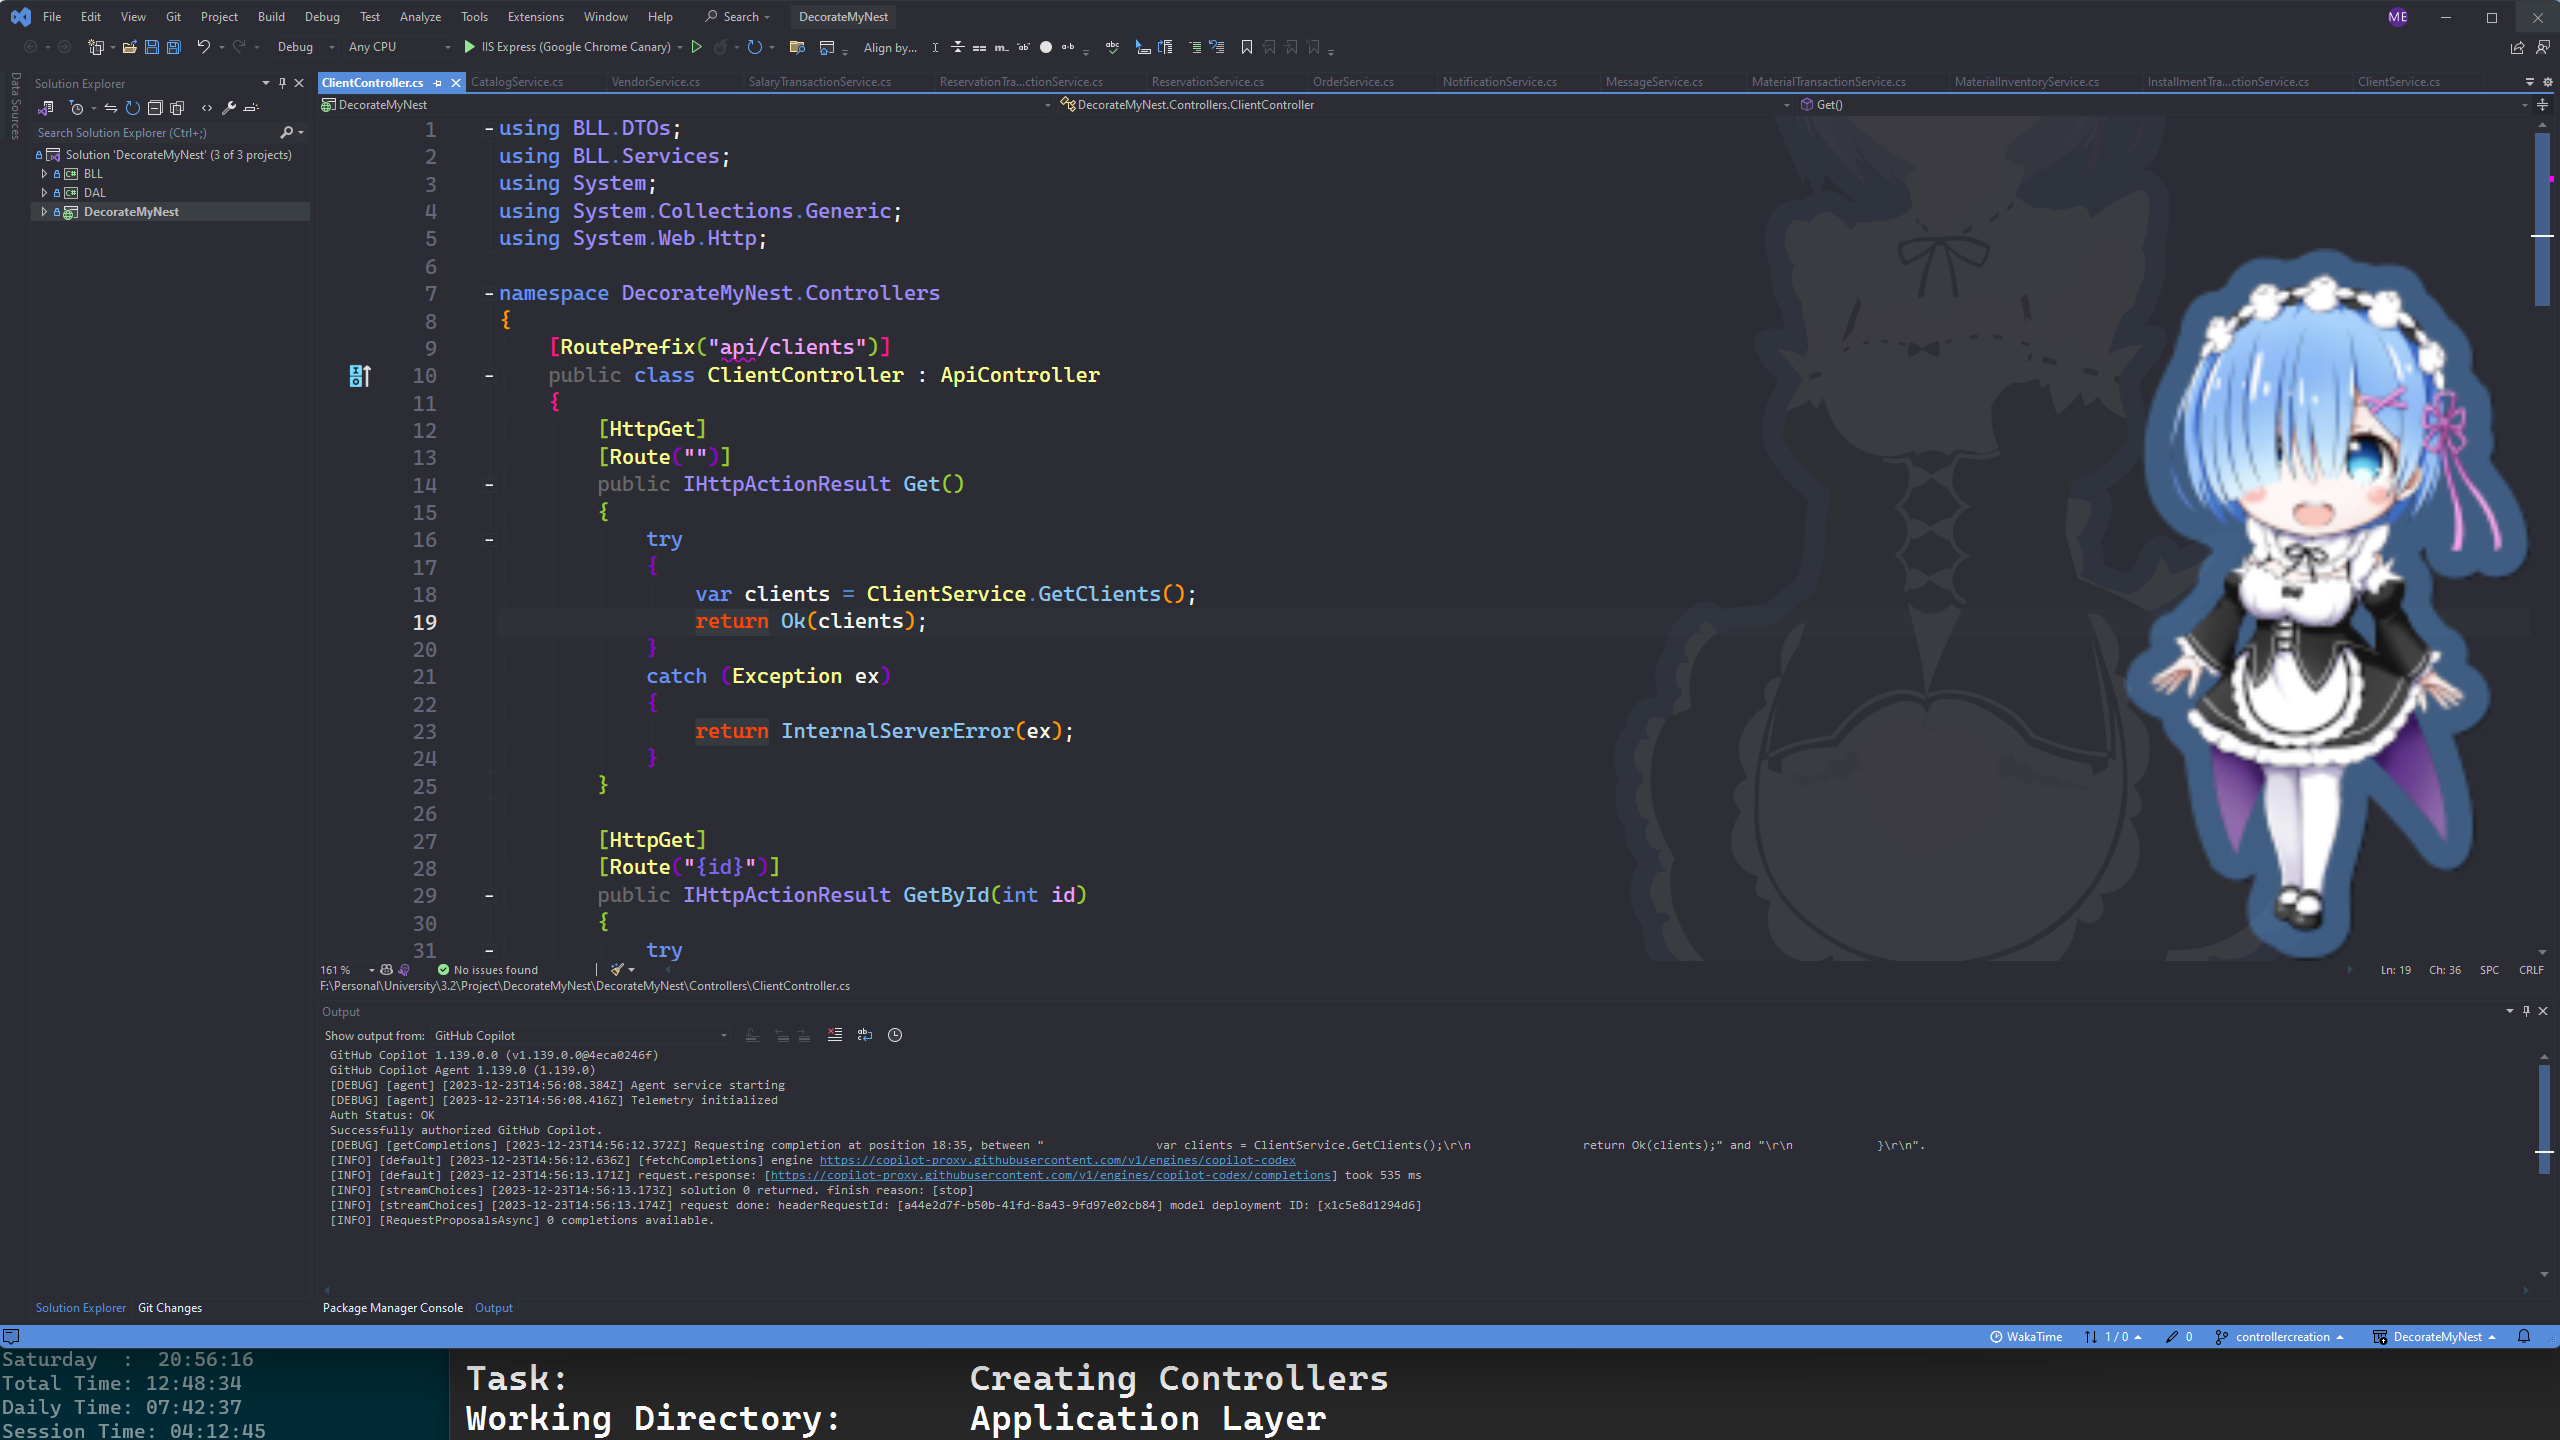 File Edit View Git Project Build Debug Test Analyze Tools Extensions Window Help Search DecorateMyNest ME
Debug Any CPU IIS Express (Google Chrome Canary) Align by...
Data Sources
Solution Explorer
Search Solution Explorer (Ctrl+;)
Solution 'DecorateMyNest' (3 of 3 projects)
BLL
DAL
DecorateMyNest
ClientController.cs CatalogService.cs VendorService.cs SalaryTransactionService.cs ReservationTra...ctionService.cs ReservationService.cs OrderService.cs NotificationService.cs MessageService.cs MaterialTransactionService.cs MaterialInventoryService.cs InstallmentTra...ctionService.cs ClientService.cs
DecorateMyNest DecorateMyNest.Controllers.ClientController Get()
1 using BLL.DTOs;
2 using BLL.Services;
3 using System;
4 using System.Collections.Generic;
5 using System.Web.Http;
6
7 namespace DecorateMyNest.Controllers
8 {
9 [RoutePrefix("api/clients")]
10 public class ClientController : ApiController
11 {
12 [HttpGet]
13 [Route("")]
14 public IHttpActionResult Get()
15 {
16 try
17 {
18 var clients = ClientService.GetClients();
19 return Ok(clients);
20 }
21 catch (Exception ex)
22 {
23 return InternalServerError(ex);
24 }
25 }
26
27 [HttpGet]
28 [Route("{id}")]
29 public IHttpActionResult GetById(int id)
30 {
31 try
161 % No issues found Ln: 19 Ch: 36 SPC CRLF
F:\Personal\University\3.2\Project\DecorateMyNest\DecorateMyNest\Controllers\ClientController.cs
Output
Show output from: GitHub Copilot
GitHub Copilot 1.139.0.0 (v1.139.0.0@4eca0246f)
GitHub Copilot Agent 1.139.0 (1.139.0)
[DEBUG] [agent] [2023-12-23T14:56:08.384Z] Agent service starting
[DEBUG] [agent] [2023-12-23T14:56:08.416Z] Telemetry initialized
Auth Status: OK
Successfully authorized GitHub Copilot.
[DEBUG] [getCompletions] [2023-12-23T14:56:12.372Z] Requesting completion at position 18:35, between " var clients = ClientService.GetClients();\r\n return Ok(clients);" and "\r\n }\r\n".
[INFO] [default] [2023-12-23T14:56:12.636Z] [fetchCompletions] engine https://copilot-proxy.githubusercontent.com/v1/engines/copilot-codex
[INFO] [default] [2023-12-23T14:56:13.171Z] request.response: [https://copilot-proxy.githubusercontent.com/v1/engines/copilot-codex/completions] took 535 ms
[INFO] [streamChoices] [2023-12-23T14:56:13.173Z] solution 0 returned. finish reason: [stop]
[INFO] [streamChoices] [2023-12-23T14:56:13.174Z] request done: headerRequestId: [a44e2d7f-b50b-41fd-8a43-9fd97e02cb84] model deployment ID: [x1c5e8d1294d6]
[INFO] [RequestProposalsAsync] 0 completions available.
Solution Explorer Git Changes Package Manager Console Output
WakaTime 1 / 0 0 controllercreation DecorateMyNest
Saturday : 20:56:16
Total Time: 12:48:34
Daily Time: 07:42:37
Session Time: 04:12:45
Task: Creating Controllers
Working Directory: Application Layer